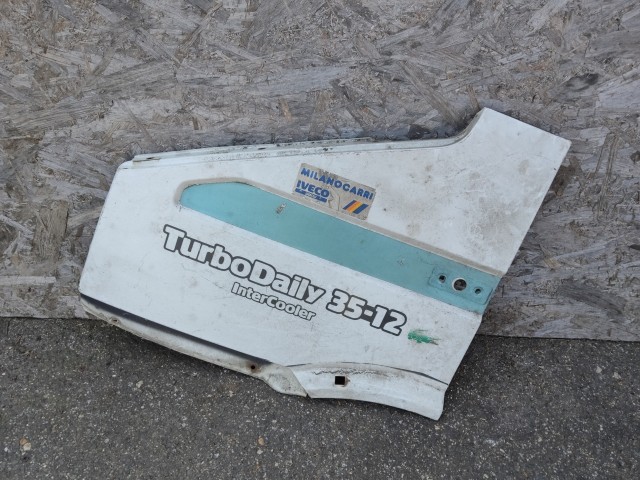 MILANOCARRI
IVECO
TurboDaily 35-12
InterCooler